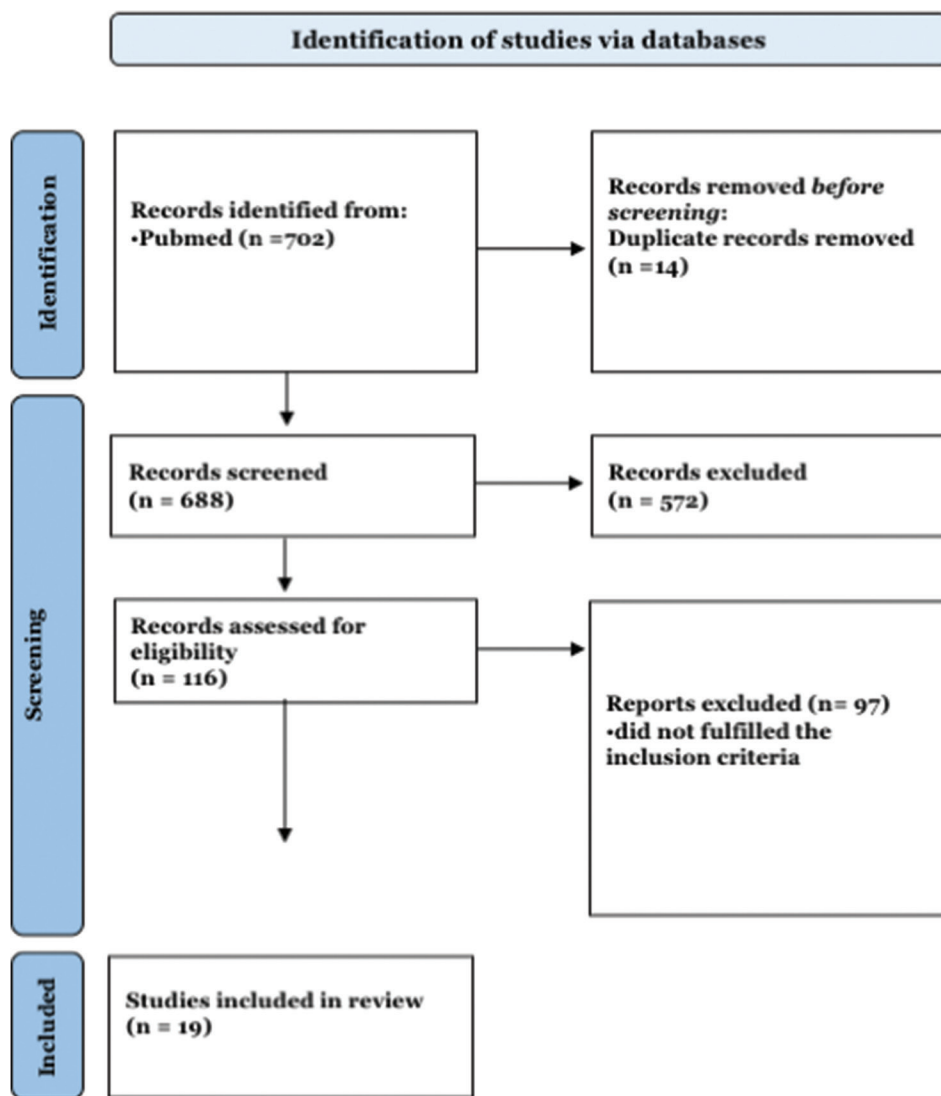 Identification of studies via databases
Identification
Records identified from:
•Pubmed (n =702)
Records removed before
screening:
Duplicate records removed
(n =14)
Screening
Records screened
(n = 688)
Records excluded
(n = 572)
Records assessed for
eligibility
(n = 116)
Reports excluded (n= 97)
•did not fulfilled the
inclusion criteria
Included
Studies included in review
(n = 19)